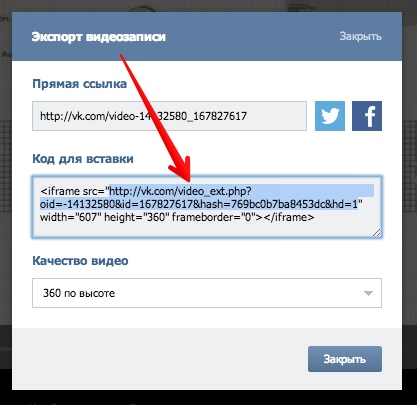 Экспорт видеозаписи
Закрыть
Прямая ссылка
http://vk.com/video-14132580_167827617
Код для вставки
<iframe src="http://vk.com/video_ext.php?
oid=-14132580&id=167827617&hash=769bc0b7ba8453dc&hd=1"
width="607" height="360" frameborder="0"></iframe>
Качество видео
360 по высоте
Закрыть